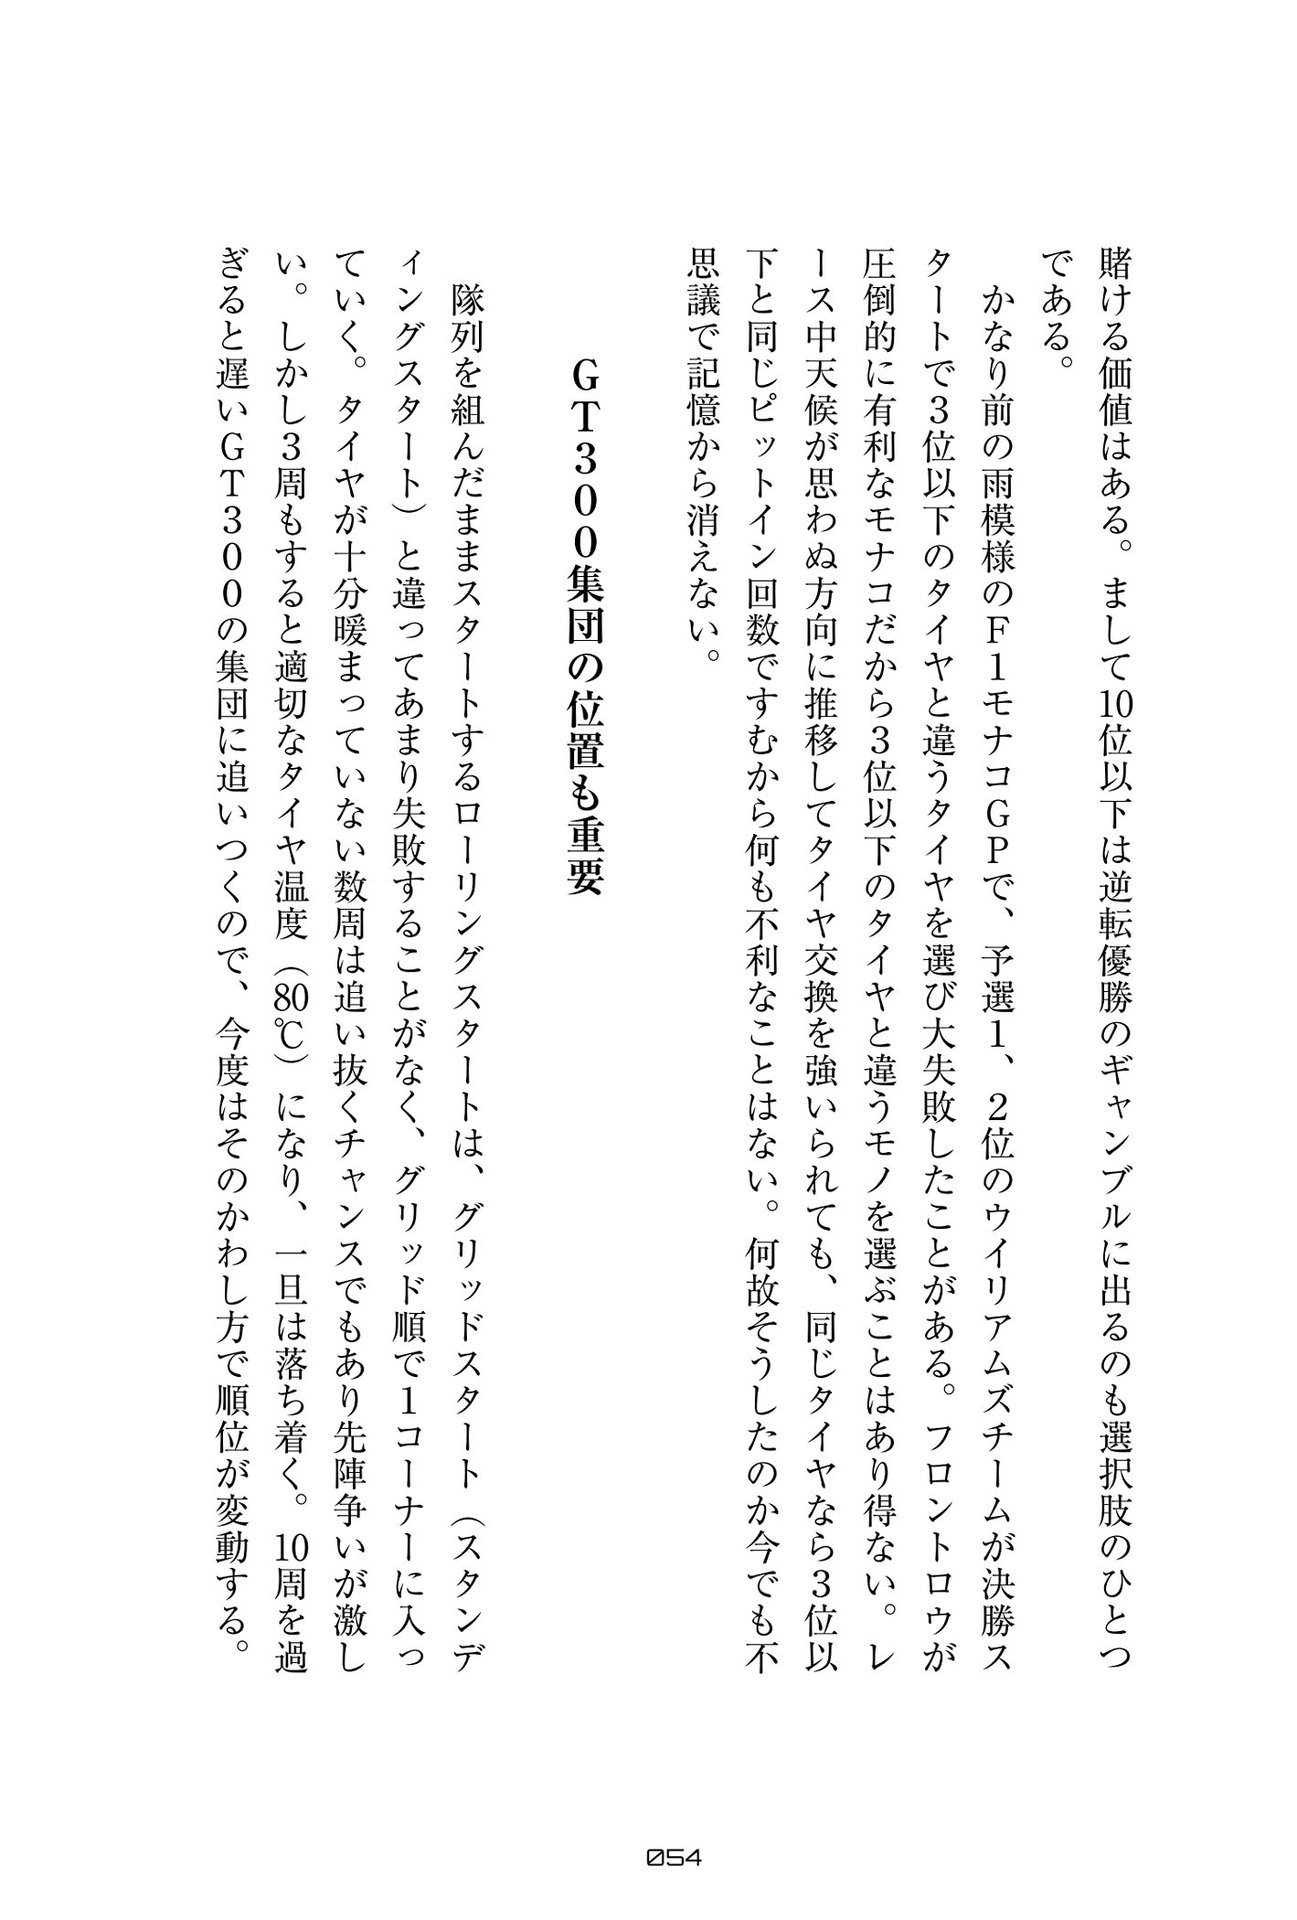 賭ける価値はある。まして10位以下は逆転優勝のギャンブルに出るのも選択肢のひとつ
である。
　かなり前の雨模様のF1モナコGPで、予選1、2位のウイリアムズチームが決勝ス
タートで3位以下のタイヤと違うタイヤを選び大失敗したことがある。フロントロウが
圧倒的に有利なモナコだから3位以下のタイヤと違うモノを選ぶことはあり得ない。レ
ース中天候が思わぬ方向に推移してタイヤ交換を強いられても、同じタイヤなら3位以
下と同じピットイン回数ですむから何も不利なことはない。何故そうしたのか今でも不
思議で記憶から消えない。
GT300集団の位置も重要
　隊列を組んだままスタートするローリングスタートは、グリッドスタート（スタンデ
ィングスタート）と違ってあまり失敗することがなく、グリッド順で1コーナーに入っ
ていく。タイヤが十分暖まっていない数周は追い抜くチャンスでもあり先陣争いが激し
い。しかし3周もすると適切なタイヤ温度（80℃）になり、一旦は落ち着く。10周を過
ぎると遅いGT300の集団に追いつくので、今度はそのかわし方で順位が変動する。
054